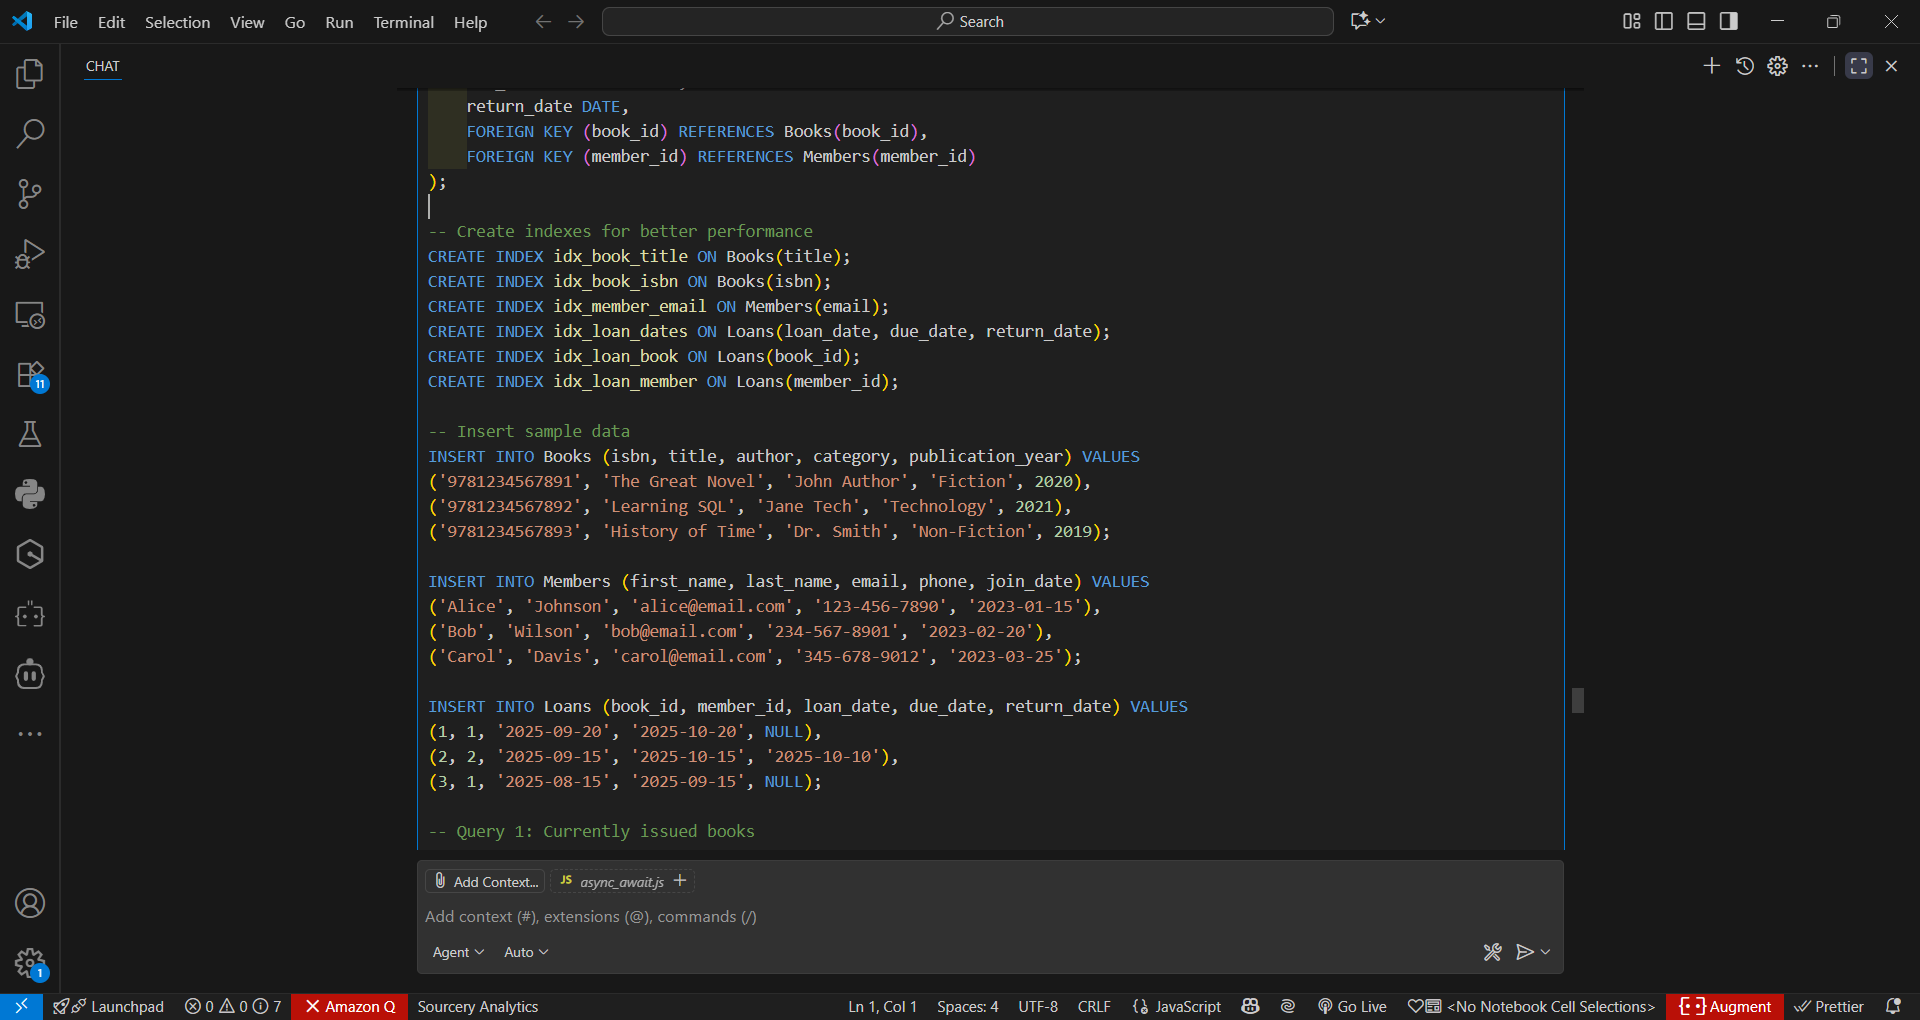 File Edit Selection View Go Run Terminal Help
Search
CHAT
return_date DATE,
FOREIGN KEY (book_id) REFERENCES Books(book_id),
FOREIGN KEY (member_id) REFERENCES Members(member_id)
);
-- Create indexes for better performance
CREATE INDEX idx_book_title ON Books(title);
CREATE INDEX idx_book_isbn ON Books(isbn);
CREATE INDEX idx_member_email ON Members(email);
CREATE INDEX idx_loan_dates ON Loans(loan_date, due_date, return_date);
CREATE INDEX idx_loan_book ON Loans(book_id);
CREATE INDEX idx_loan_member ON Loans(member_id);
-- Insert sample data
INSERT INTO Books (isbn, title, author, category, publication_year) VALUES
('9781234567891', 'The Great Novel', 'John Author', 'Fiction', 2020),
('9781234567892', 'Learning SQL', 'Jane Tech', 'Technology', 2021),
('9781234567893', 'History of Time', 'Dr. Smith', 'Non-Fiction', 2019);
INSERT INTO Members (first_name, last_name, email, phone, join_date) VALUES
('Alice', 'Johnson', 'alice@email.com', '123-456-7890', '2023-01-15'),
('Bob', 'Wilson', 'bob@email.com', '234-567-8901', '2023-02-20'),
('Carol', 'Davis', 'carol@email.com', '345-678-9012', '2023-03-25');
INSERT INTO Loans (book_id, member_id, loan_date, due_date, return_date) VALUES
(1, 1, '2025-09-20', '2025-10-20', NULL),
(2, 2, '2025-09-15', '2025-10-15', '2025-10-10'),
(3, 1, '2025-08-15', '2025-09-15', NULL);
-- Query 1: Currently issued books
11
1
Add Context... JS async_await.js
Add context (#), extensions (@), commands (/)
Agent Auto
Launchpad 0 0 7 Amazon Q Sourcery Analytics Ln 1, Col 1 Spaces: 4 UTF-8 CRLF JavaScript Go Live <No Notebook Cell Selections> Augment Prettier